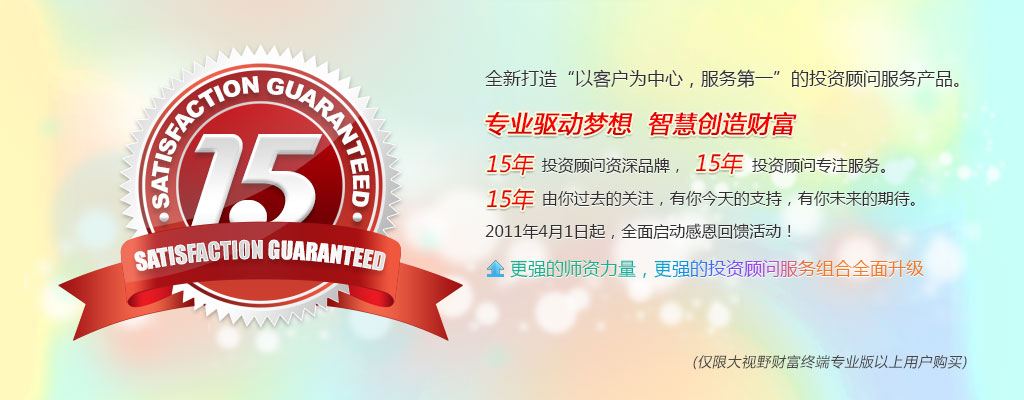 SATISFACTION GUARANTEED
15
SATISFACTION GUARANTEED
全新打造“以客户为中心，服务第一”的投资顾问服务产品。
专业驱动梦想 智慧创造财富
15年 投资顾问资深品牌，15年 投资顾问专注服务。
15年 由你过去的关注，有你今天的支持，有你未来的期待。
2011年4月1日起，全面启动感恩回馈活动！
更强的师资力量，更强的投资顾问服务组合全面升级
(仅限大视野财富终端专业版以上用户购买)